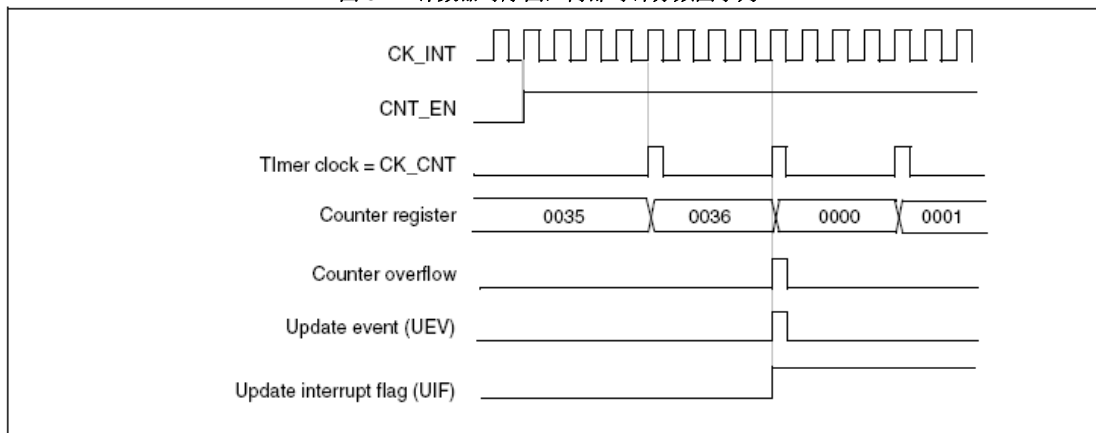 CK_INT
CNT_EN
TImer clock = CK_CNT
Counter register
0035
0036
0000
0001
Counter overflow
Update event (UEV)
Update interrupt flag (UIF)